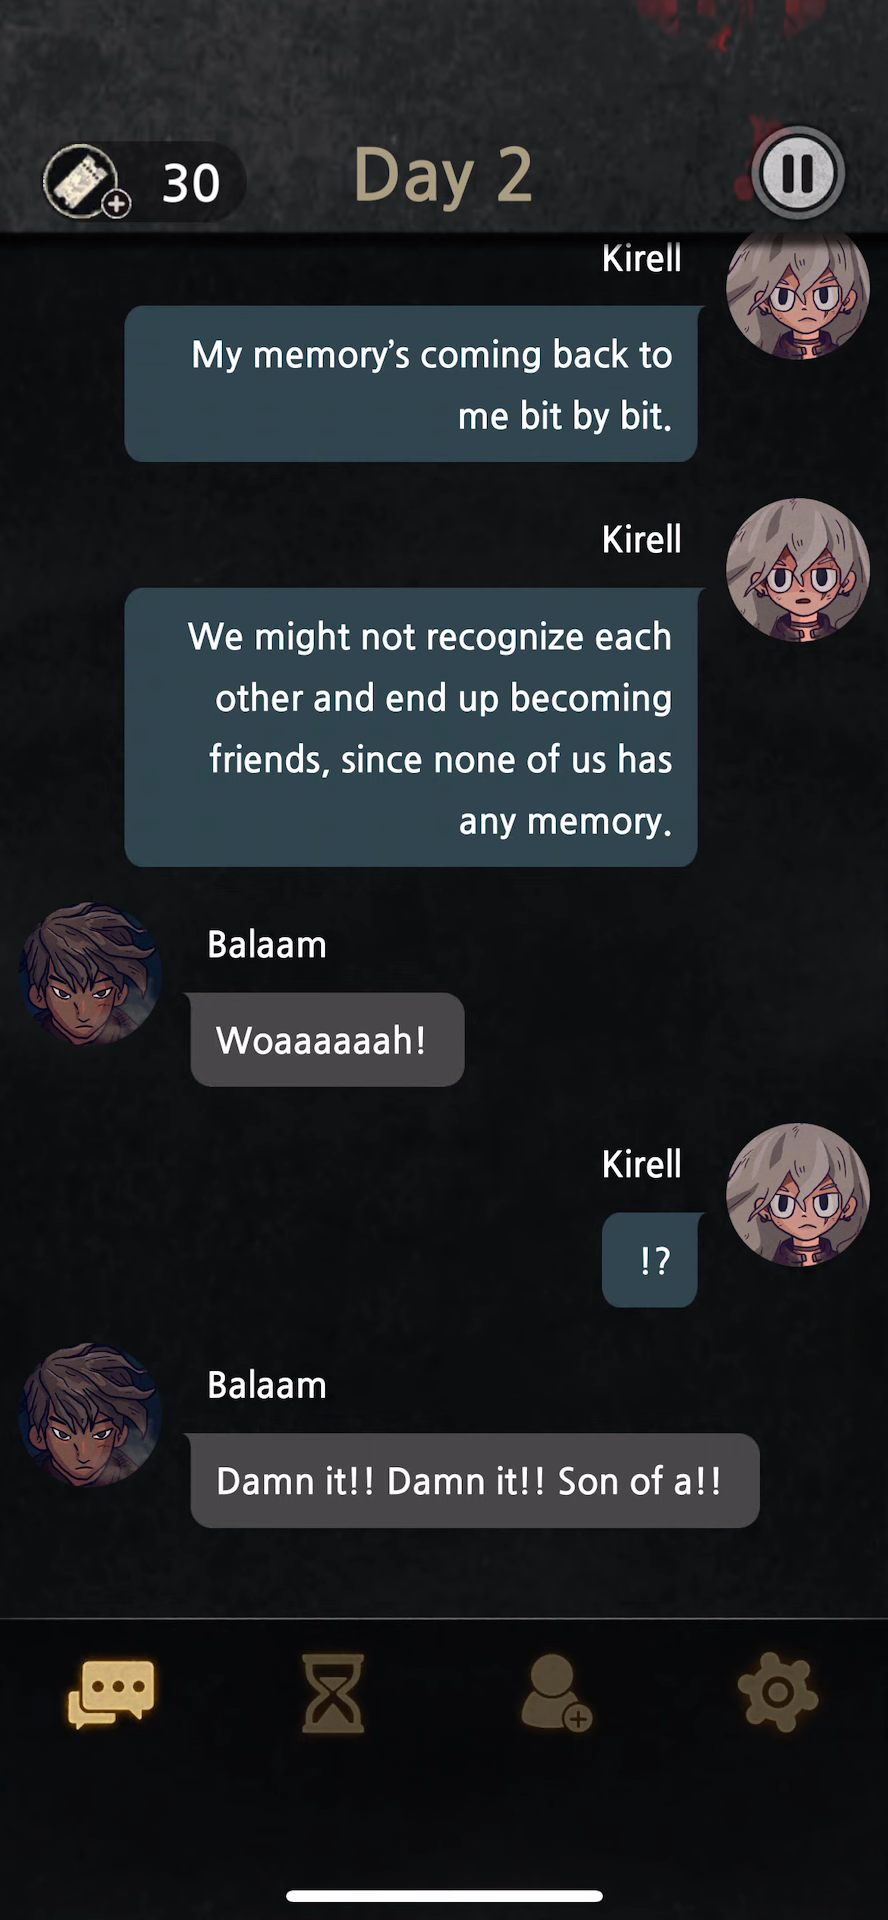 30
Day 2
Kirell
My memory’s coming back to
me bit by bit.
Kirell
We might not recognize each
other and end up becoming
friends, since none of us has
any memory.
Balaam
Woaaaaaah!
Kirell
!?
Balaam
Damn it!! Damn it!! Son of a!!